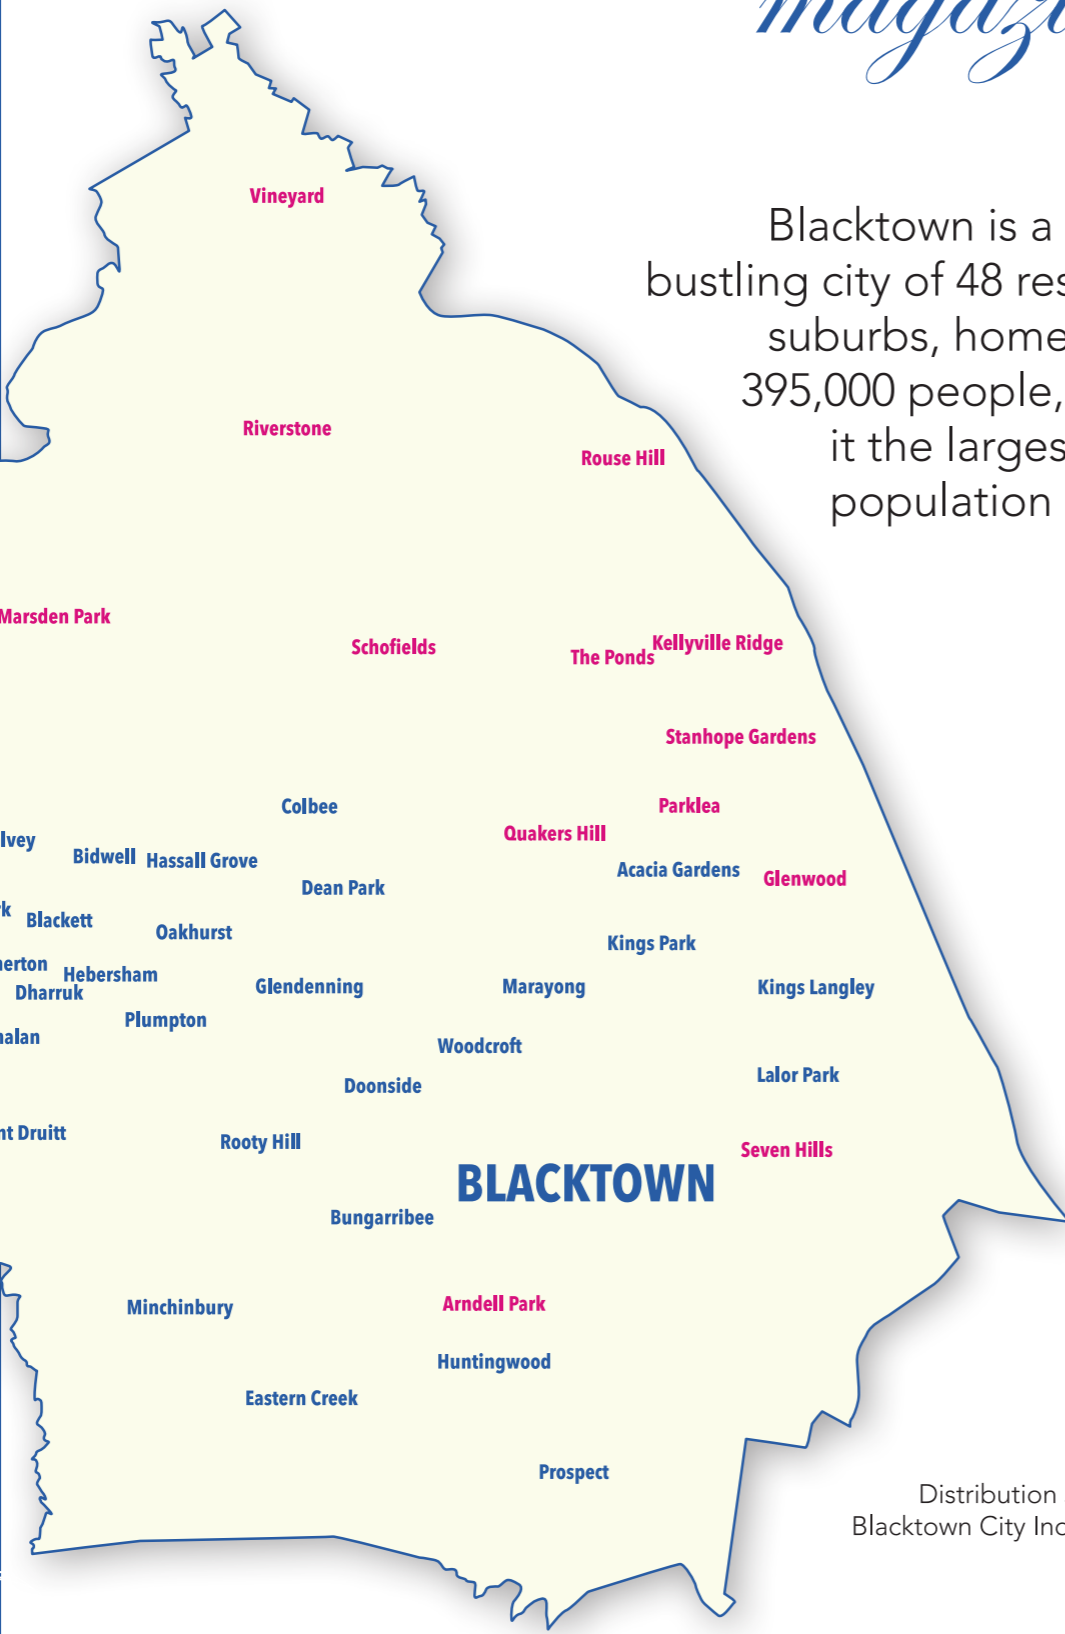 Vineyard
Blacktown is a
bustling city of 48
suburbs, home
395,000 people,
it the
population
Riverstone
Rouse Hill
Marsden Park
Schofields
The Ponds
Kellyville Ridge
Stanhope Gardens
Colbee
Parklea
Quakers Hill
Bidwell
Hassall Grove
Acacia Gardens
Glenwood
Dean Park
Blackett
Oakhurst
Kings Park
Hebersham
Dharruk
Glendenning
Marayong
Kings Langley
Plumpton
Woodcroft
Lalor Park
Doonside
Druitt
Rooty Hill
Seven Hills
BLACKTOWN
Bungarribee
Minchinbury
Arndell Park
Huntingwood
Eastern Creek
Prospect
Distribution
Blacktown City